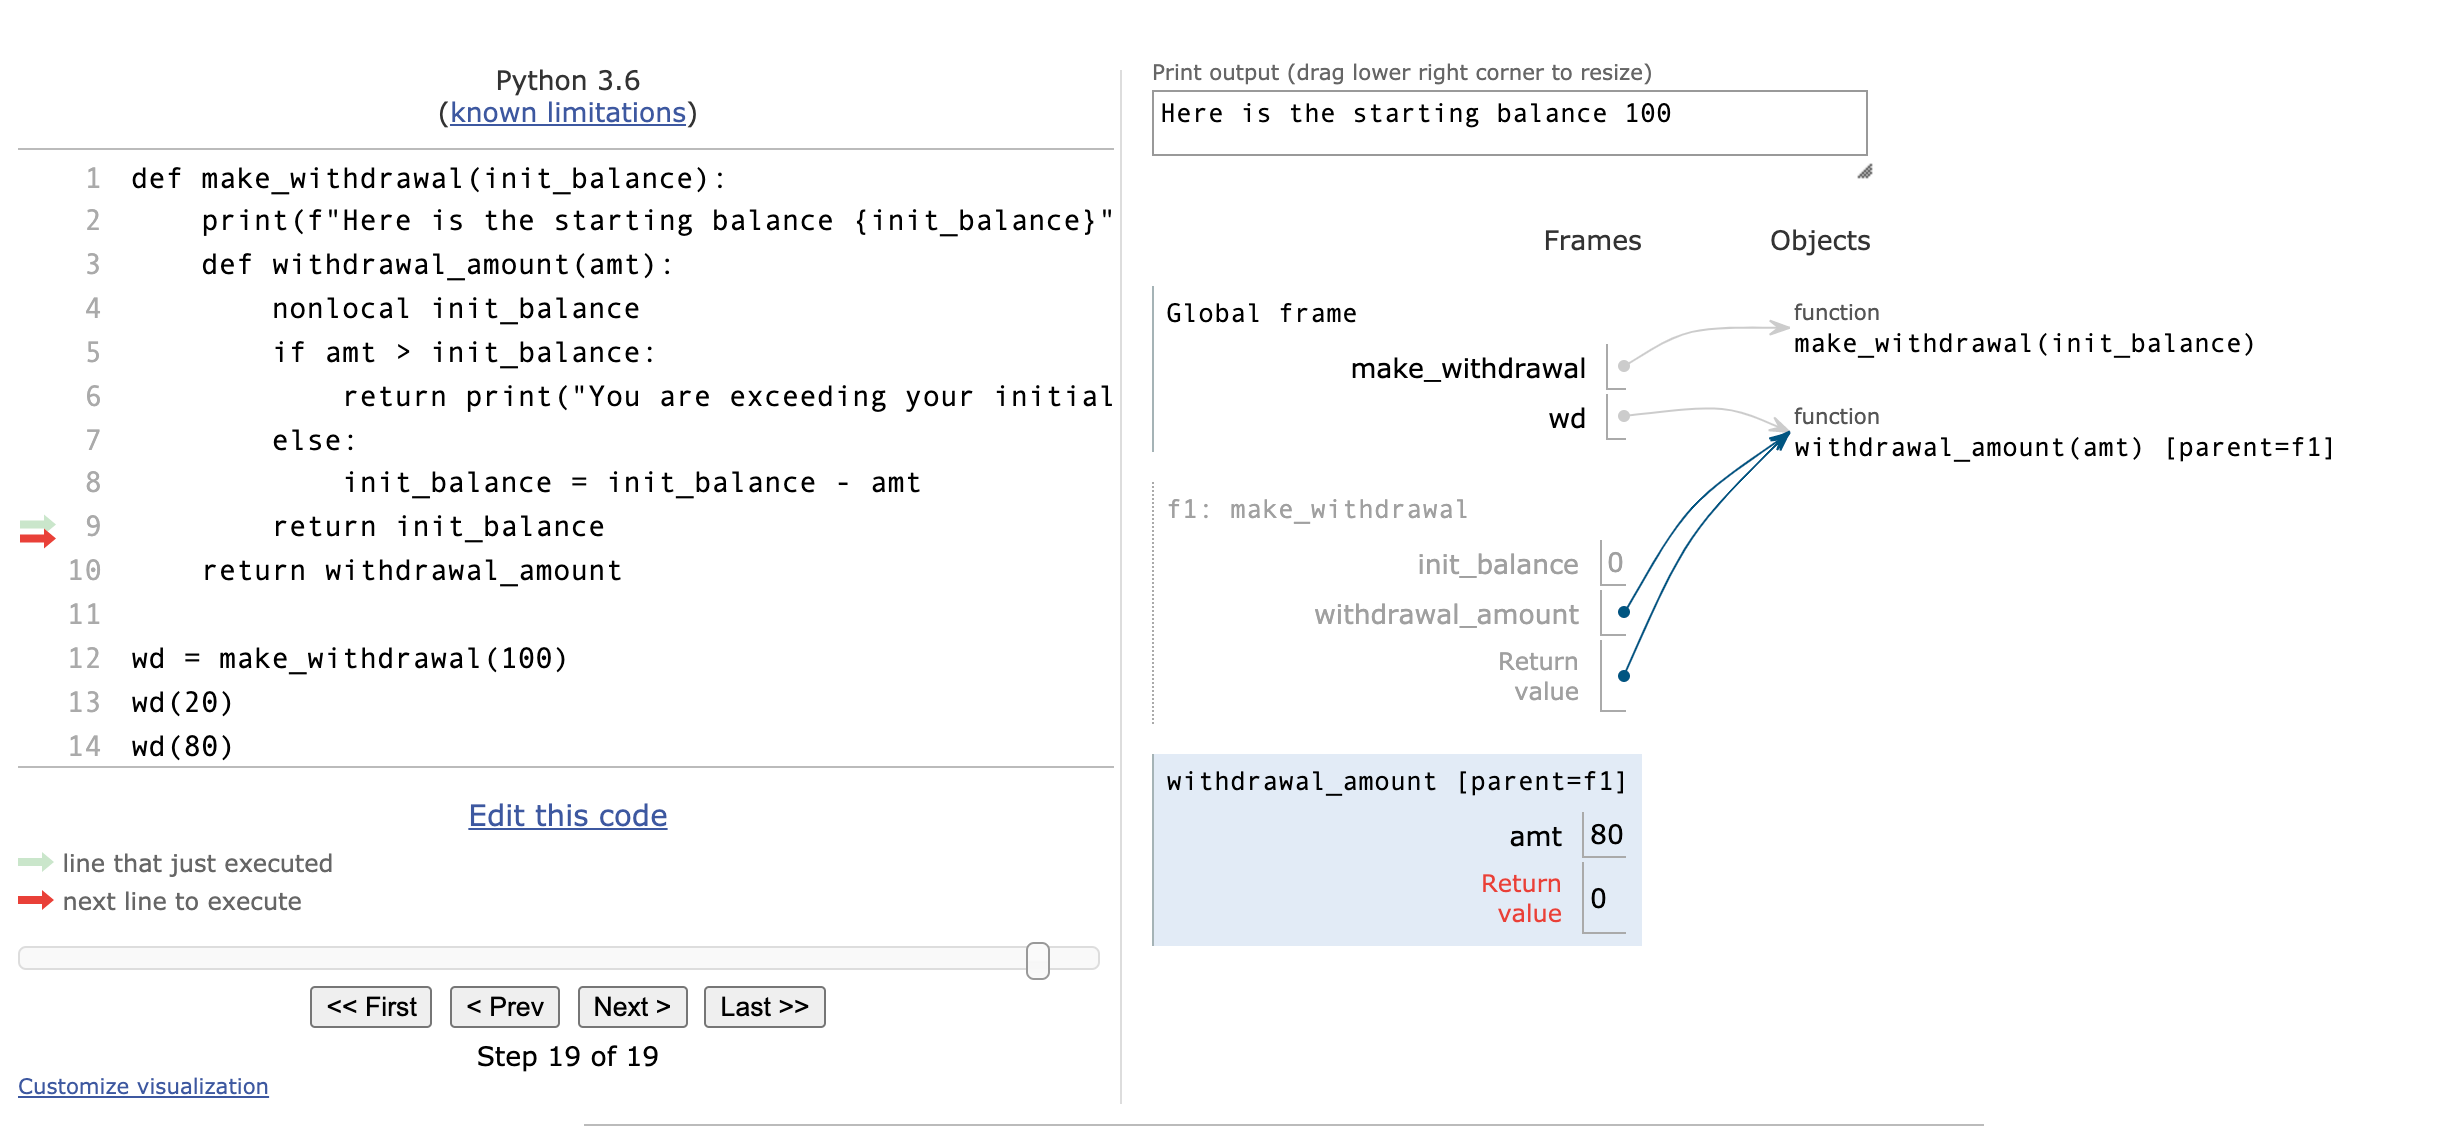 Python 3.6
(known limitations)
1 def make_withdrawal(init_balance):
2     print(f"Here is the starting balance {init_balance}"
3     def withdrawal_amount(amt):
4         nonlocal init_balance
5         if amt > init_balance:
6             return print("You are exceeding your initial
7         else:
8             init_balance = init_balance - amt
9         return init_balance
10     return withdrawal_amount
11
12 wd = make_withdrawal(100)
13 wd(20)
14 wd(80)
Edit this code
line that just executed
next line to execute
<< First < Prev Next > Last >>
Step 19 of 19
Customize visualization
Print output (drag lower right corner to resize)
Here is the starting balance 100
Frames Objects
Global frame
make_withdrawal
wd
function
make_withdrawal(init_balance)
function
withdrawal_amount(amt) [parent=f1]
f1: make_withdrawal
init_balance 0
withdrawal_amount
Return
value
withdrawal_amount [parent=f1]
amt 80
Return
value 0